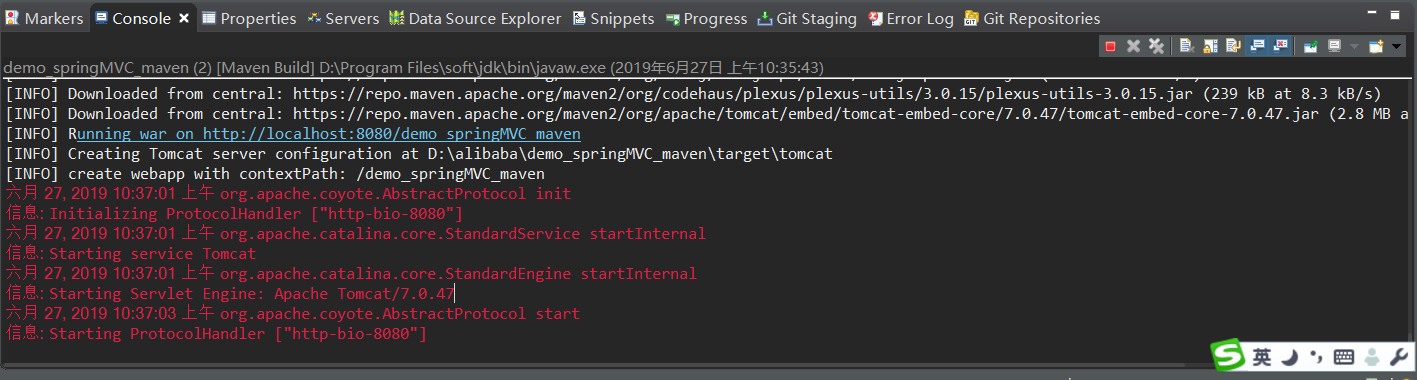 Markers Console Properties Servers Data Source Explorer Snippets Progress Git Staging Error Log Git Repositories
demo_springMVC_maven (2) [Maven Build] D:\Program Files\soft\jdk\bin\javaw.exe (2019年6月27日 上午10:35:43)
[INFO] Downloaded from central: https://repo.maven.apache.org/maven2/org/codehaus/plexus/plexus-utils/3.0.15/plexus-utils-3.0.15.jar (239 kB at 8.3 kB/s)
[INFO] Downloaded from central: https://repo.maven.apache.org/maven2/org/apache/tomcat/embed/tomcat-embed-core/7.0.47/tomcat-embed-core-7.0.47.jar (2.8 MB a
[INFO] Running war on http://localhost:8080/demo_springMVC_maven
[INFO] Creating Tomcat server configuration at D:\alibaba\demo_springMVC_maven\target\tomcat
[INFO] create webapp with contextPath: /demo_springMVC_maven
六月 27, 2019 10:37:01 上午 org.apache.coyote.AbstractProtocol init
信息: Initializing ProtocolHandler ["http-bio-8080"]
六月 27, 2019 10:37:01 上午 org.apache.catalina.core.StandardService startInternal
信息: Starting service Tomcat
六月 27, 2019 10:37:01 上午 org.apache.catalina.core.StandardEngine startInternal
信息: Starting Servlet Engine: Apache Tomcat/7.0.47
六月 27, 2019 10:37:03 上午 org.apache.coyote.AbstractProtocol start
信息: Starting ProtocolHandler ["http-bio-8080"]
英